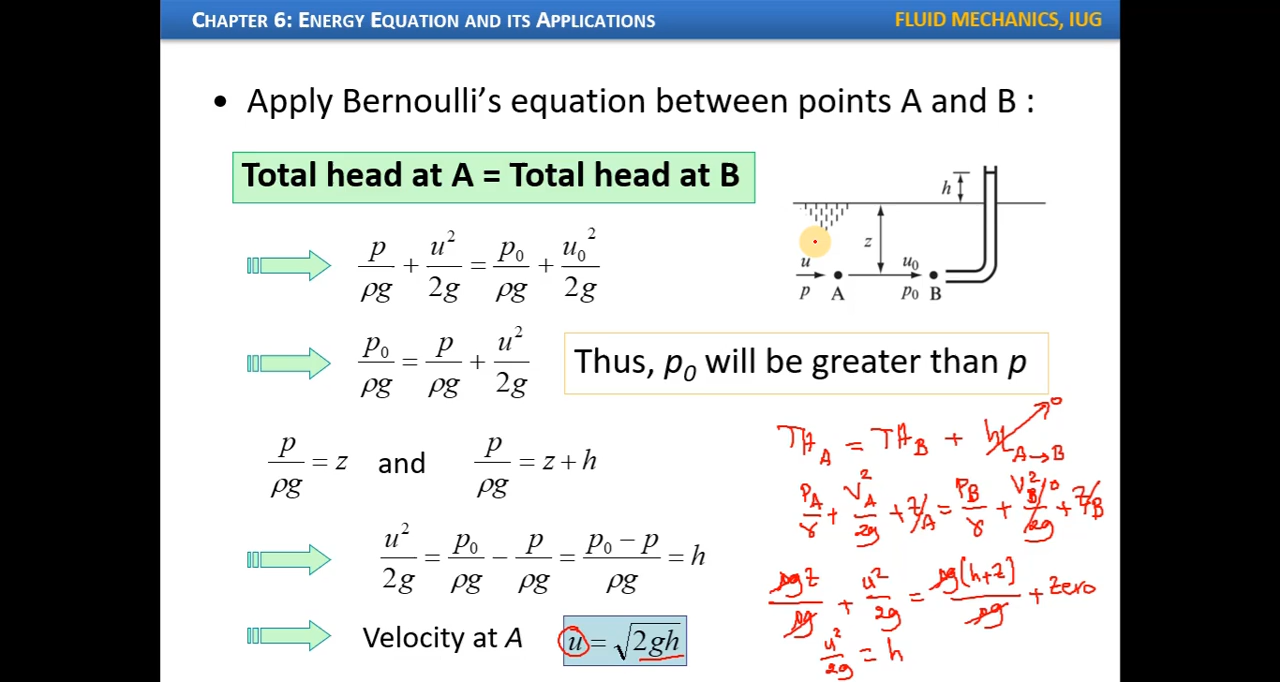 CHAPTER 6: ENERGY EQUATION AND ITS APPLICATIONS
FLUID MECHANICS, IUG
• Apply Bernoulli's equation between points A and B :
Total head at A = Total head at B
h
z
u
u₀
p A
p₀ B
p/ρg + u²/2g = p₀/ρg + u₀²/2g
p₀/ρg = p/ρg + u²/2g
Thus, p₀ will be greater than p
p/ρg = z and p/ρg = z + h
u²/2g = p₀/ρg − p/ρg = (p₀ − p)/ρg = h
Velocity at A u = √2gh
TH_A = TH_B + hL_A→B 0
P_A/γ + V_A²/2g + Z_A = P_B/γ + V_B²/2g 0 + Z_B
ρgz/ρg + u²/2g = ρg(h+z)/ρg + zero
u²/2g = h